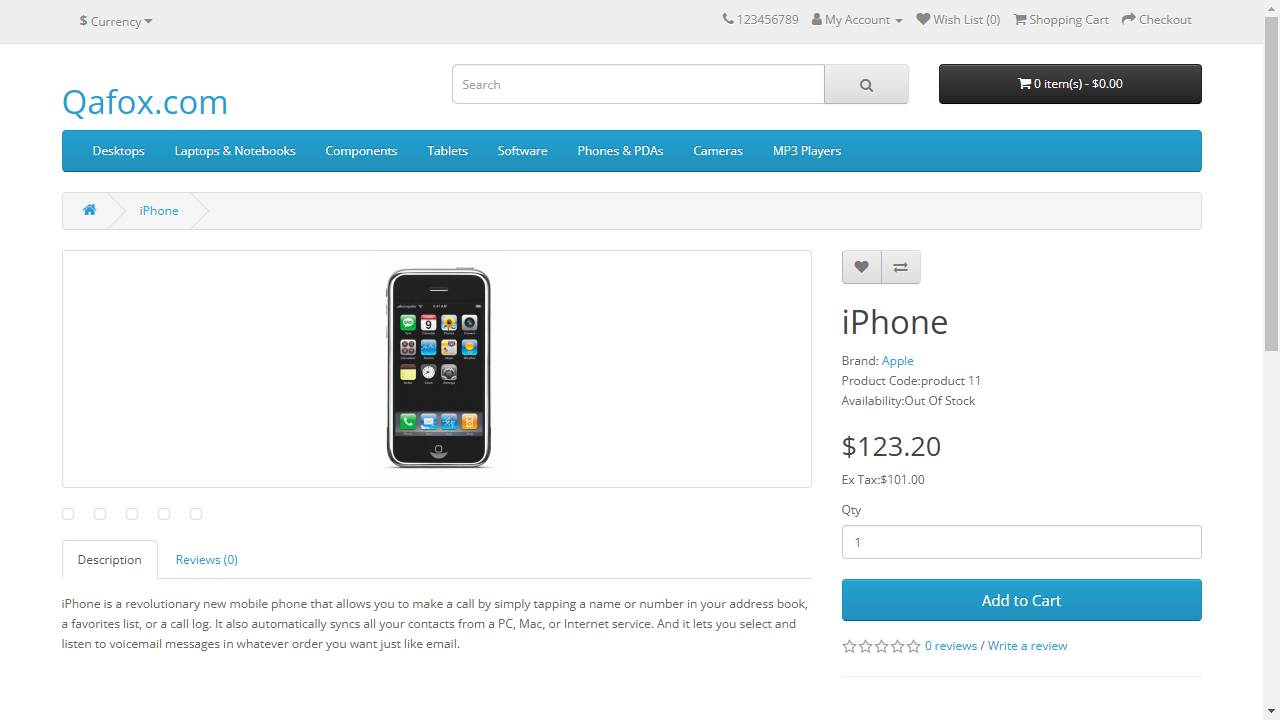 $ Currency
123456789 My Account Wish List (0) Shopping Cart Checkout
Qafox.com
Search
0 item(s) - $0.00
Desktops Laptops & Notebooks Components Tablets Software Phones & PDAs Cameras MP3 Players
iPhone
iPhone
Brand: Apple
Product Code:product 11
Availability:Out Of Stock
$123.20
Ex Tax:$101.00
Qty
1
Add to Cart
0 reviews / Write a review
Description Reviews (0)
iPhone is a revolutionary new mobile phone that allows you to make a call by simply tapping a name or number in your address book,
a favorites list, or a call log. It also automatically syncs all your contacts from a PC, Mac, or Internet service. And it lets you select and
listen to voicemail messages in whatever order you want just like email.